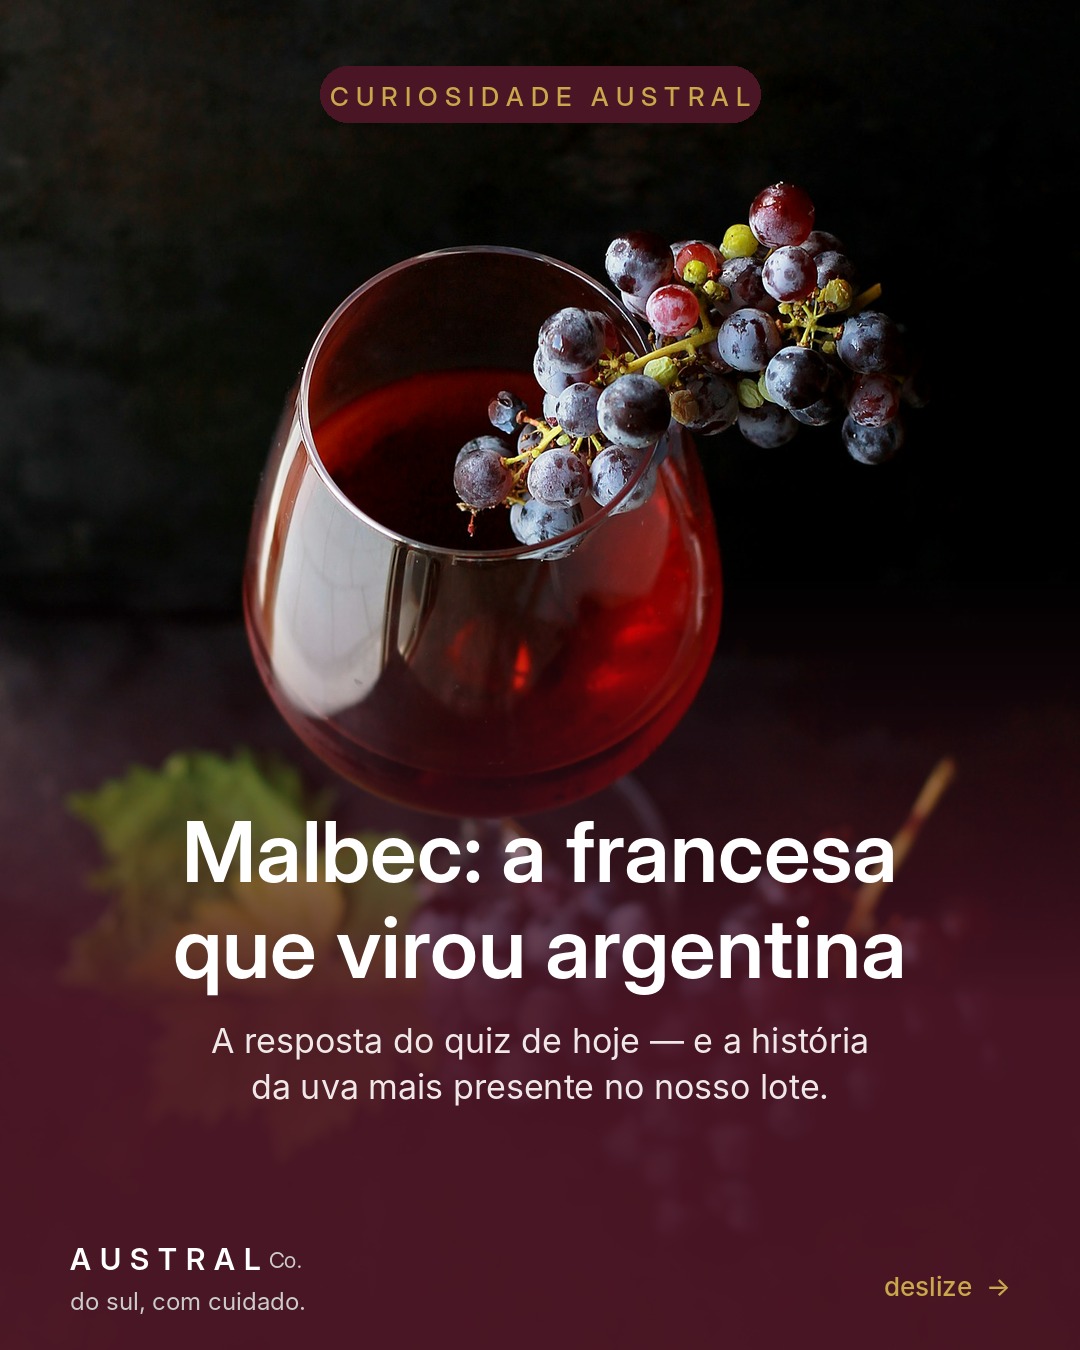 CURIOSIDADE AUSTRAL
Malbec: a francesa
que virou argentina
A resposta do quiz de hoje — e a história
da uva mais presente no nosso lote.
AUSTRAL Co.
do sul, com cuidado.
deslize →